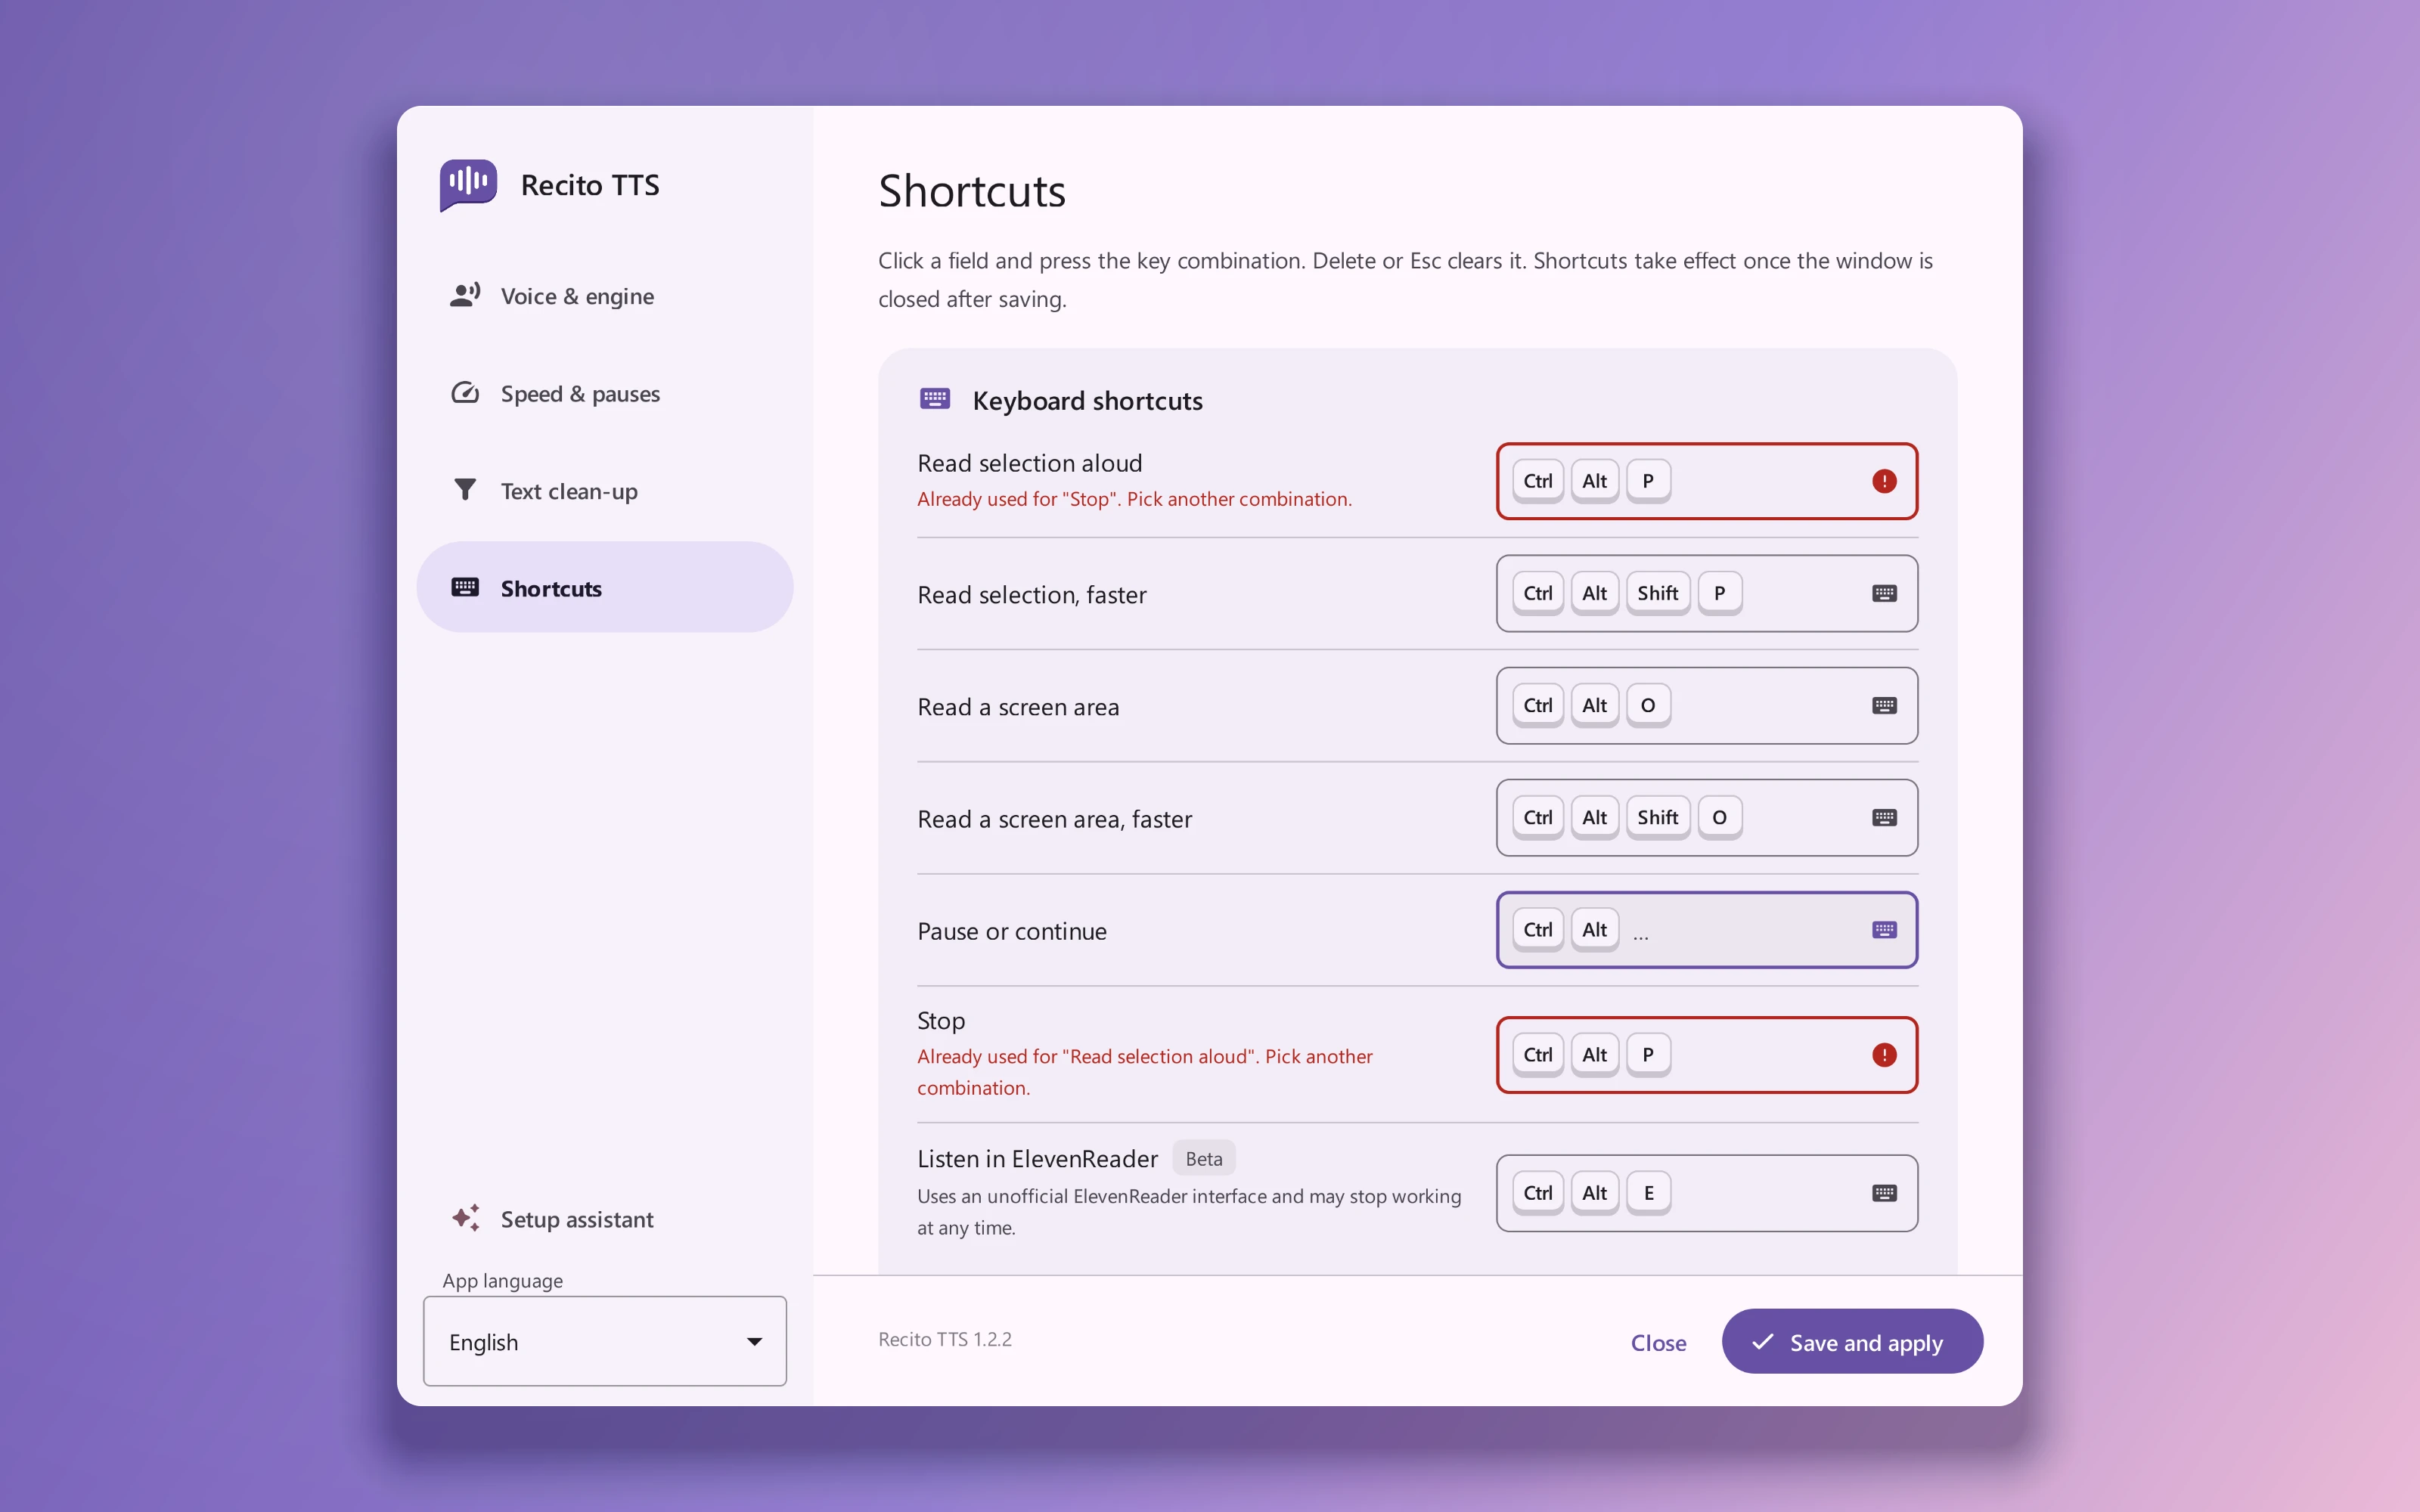 Recito TTS
Voice & engine
Speed & pauses
Text clean-up
Shortcuts
Setup assistant
App language
English
Shortcuts
Click a field and press the key combination. Delete or Esc clears it. Shortcuts take effect once the window is
closed after saving.
Keyboard shortcuts
Read selection aloud
Already used for "Stop". Pick another combination.
Ctrl Alt P
Read selection, faster
Ctrl Alt Shift P
Read a screen area
Ctrl Alt O
Read a screen area, faster
Ctrl Alt Shift O
Pause or continue
Ctrl Alt ...
Stop
Already used for "Read selection aloud". Pick another
combination.
Ctrl Alt P
Listen in ElevenReader Beta
Uses an unofficial ElevenReader interface and may stop working
at any time.
Ctrl Alt E
Recito TTS 1.2.2
Close
Save and apply